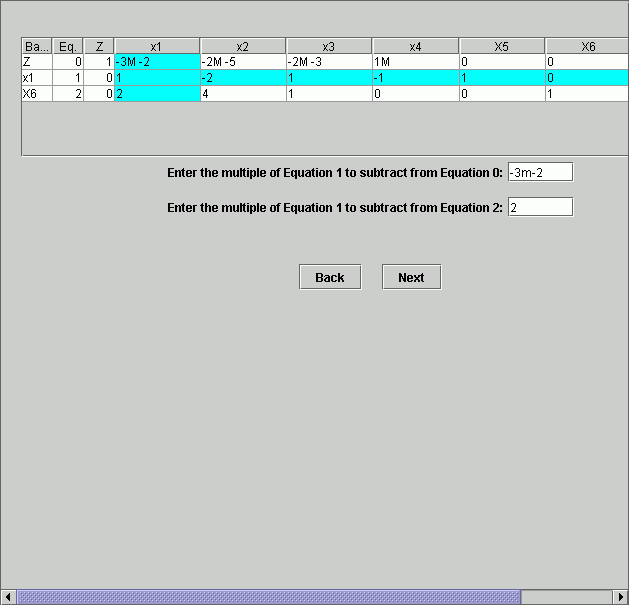 Ba... Eq. Z x1 x2 x3 x4 X5 X6
Z 0 1 -3M -2 -2M -5 -2M -3 1M 0 0
x1 1 0 1 -2 1 -1 1 0
X6 2 0 2 4 1 0 0 1
Enter the multiple of Equation 1 to subtract from Equation 0: -3m-2
Enter the multiple of Equation 1 to subtract from Equation 2: 2
Back Next